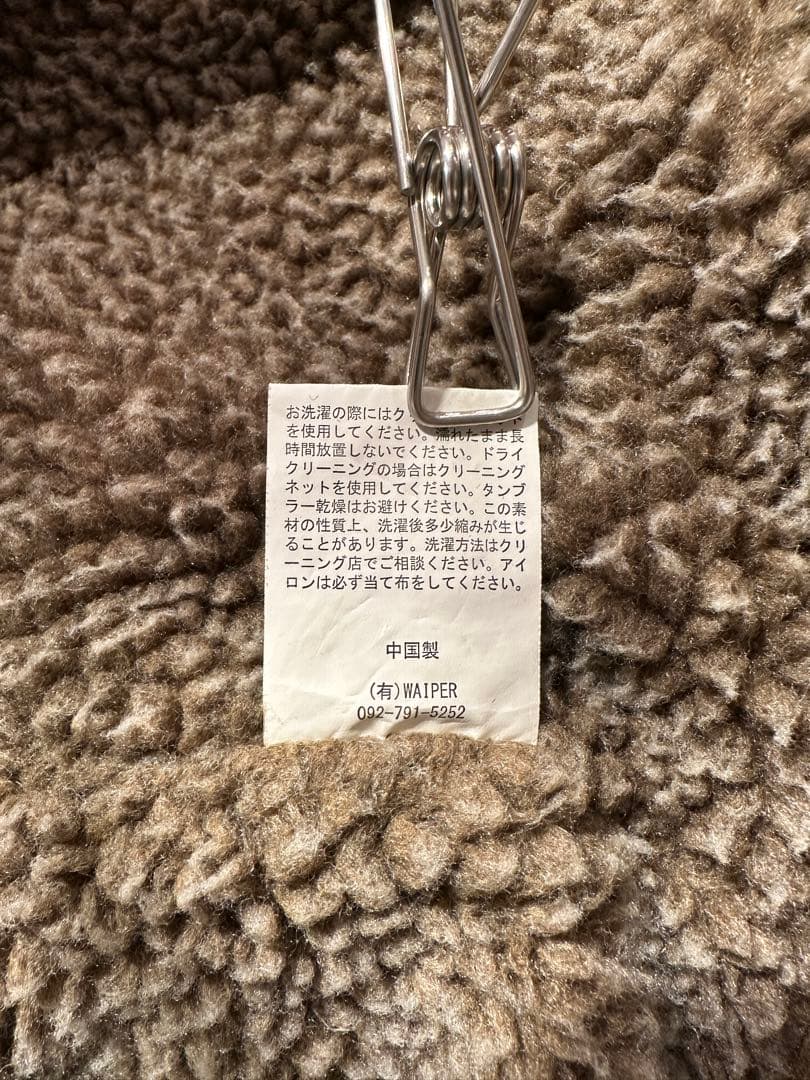 お洗濯の際にはク
を使用してください。濡れたまま長
時間放置しないでください。ドライ
クリーニングの場合はクリーニング
ネットを使用してください。タンブ
ラー乾燥はお避けください。この素
材の性質上、洗濯後多少縮みが生じ
ることがあります。洗濯方法はクリ
ーニング店でご相談ください。アイ
ロンは必ず当て布をしてください。
中国製
(有)WAIPER
092-791-5252